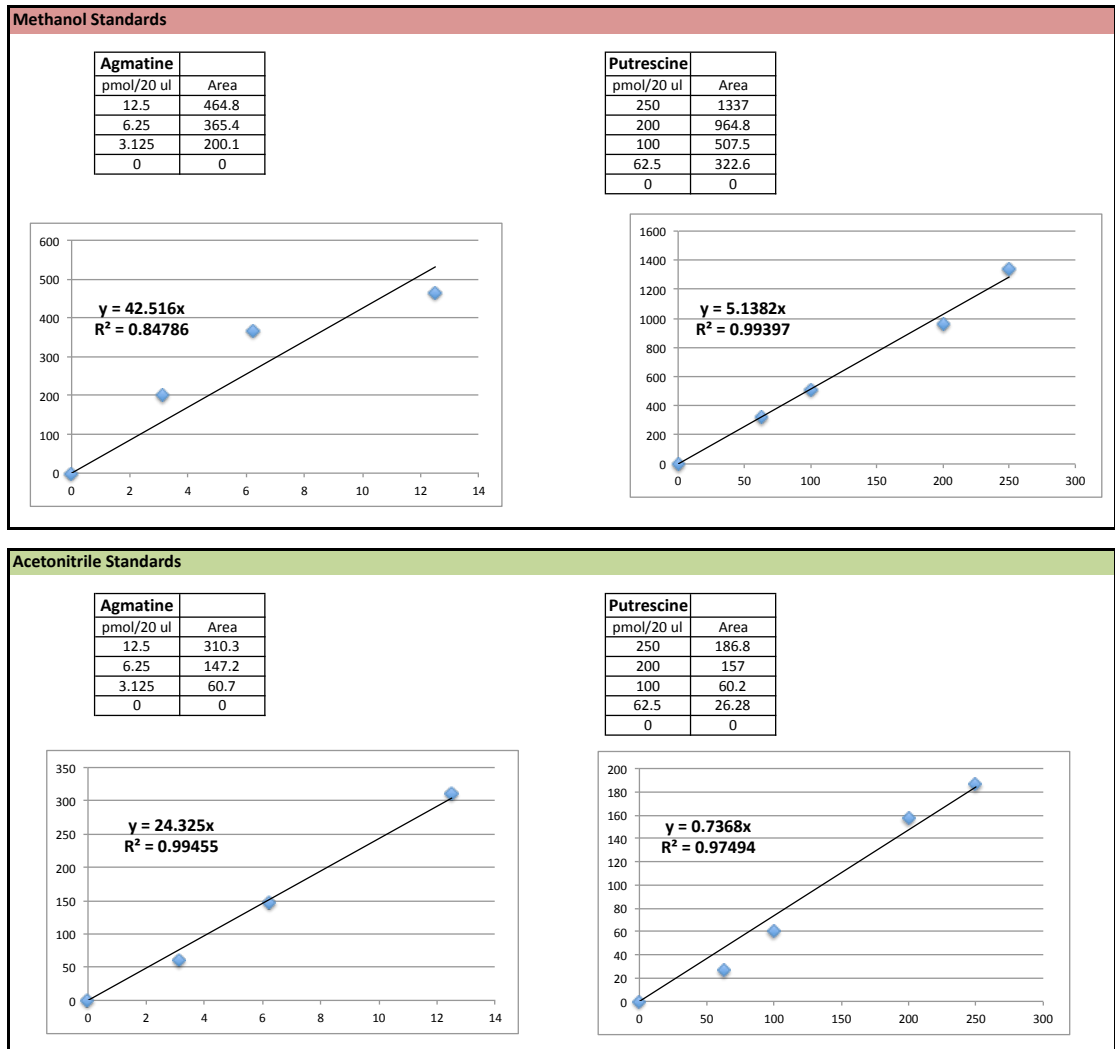 Methanol Standards
Agmatine
pmol/20 ul Area
12.5 464.8
6.25 365.4
3.125 200.1
0 0
Putrescine
pmol/20 ul Area
250 1337
200 964.8
100 507.5
62.5 322.6
0 0
600
500
400
300
200
100
0
0 2 4 6 8 10 12 14
y = 42.516x
R² = 0.84786
1600
1400
1200
1000
800
600
400
200
0
0 50 100 150 200 250 300
y = 5.1382x
R² = 0.99397
Acetonitrile Standards
Agmatine
pmol/20 ul Area
12.5 310.3
6.25 147.2
3.125 60.7
0 0
Putrescine
pmol/20 ul Area
250 186.8
200 157
100 60.2
62.5 26.28
0 0
350
300
250
200
150
100
50
0
0 2 4 6 8 10 12 14
y = 24.325x
R² = 0.99455
200
180
160
140
120
100
80
60
40
20
0
0 50 100 150 200 250 300
y = 0.7368x
R² = 0.97494